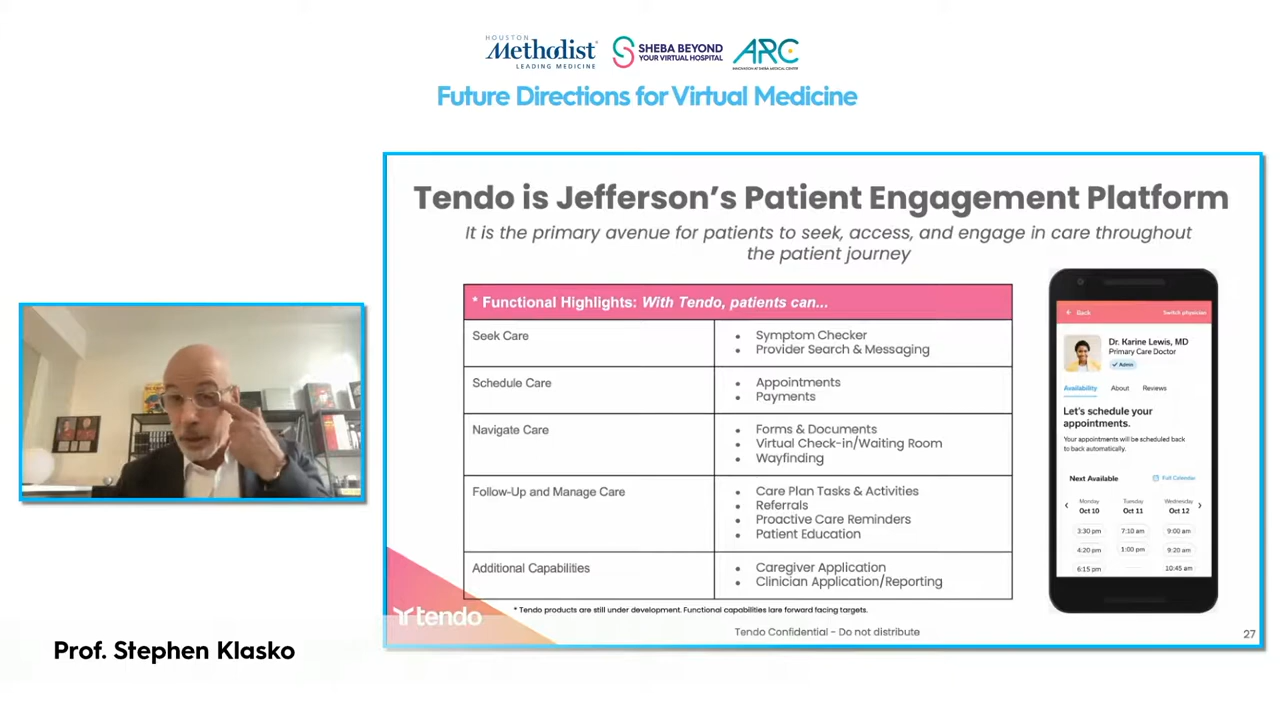 HOUSTON
Methodist
LEADING MEDICINE
SHEBA BEYOND
YOUR VIRTUAL HOSPITAL
ARC
INNOVATION AT SHEBA MEDICAL CENTER
Future Directions for Virtual Medicine
Tendo is Jefferson's Patient Engagement Platform
It is the primary avenue for patients to seek, access, and engage in care throughout
the patient journey
* Functional Highlights: With Tendo, patients can...
Seek Care
• Symptom Checker
• Provider Search & Messaging
Schedule Care
• Appointments
• Payments
Navigate Care
• Forms & Documents
• Virtual Check-in/Waiting Room
• Wayfinding
Follow-Up and Manage Care
• Care Plan Tasks & Activities
• Referrals
• Proactive Care Reminders
• Patient Education
Additional Capabilities
• Caregiver Application
• Clinician Application/Reporting
* Tendo products are still under development. Functional capabilities lare forward facing targets.
tendo
Tendo Confidential – Do not distribute
27
Back
Switch physician
Dr. Karine Lewis, MD
Primary Care Doctor
Admin
Availability About Reviews
Let's schedule your
appointments.
Your appointments will be scheduled back
to back automatically.
Next Available Full Calendar
Monday Tuesday Wednesday
Oct 10 Oct 11 Oct 12
3:30 pm 7:10 am 9:00 am
4:20 pm 1:00 pm 9:20 am
6:15 pm 10:45 am
Prof. Stephen Klasko